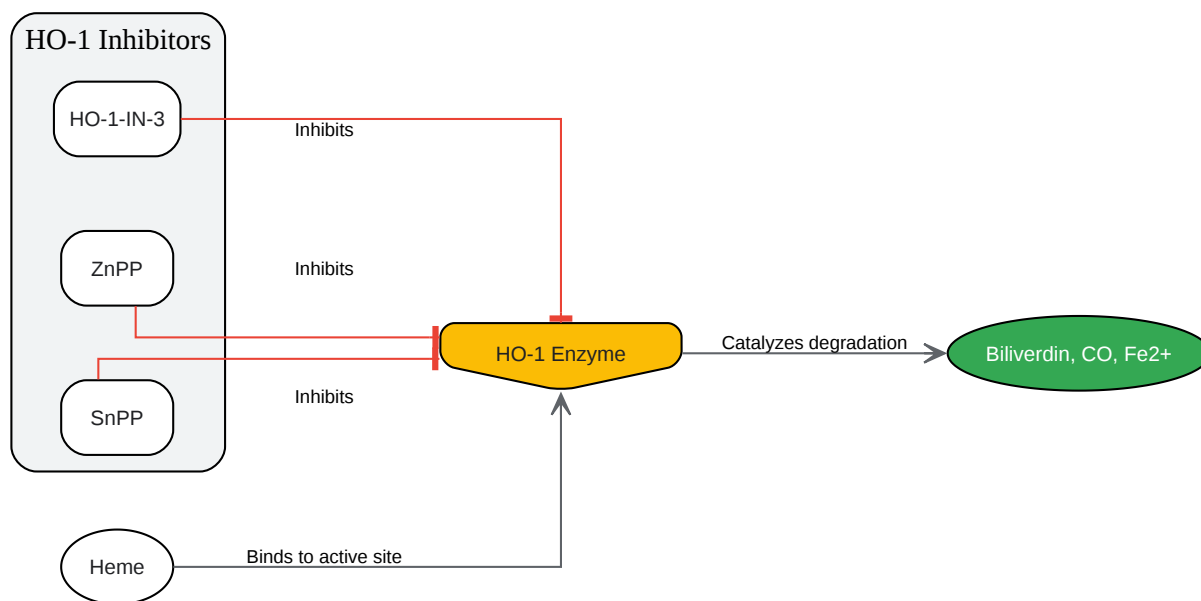 HO-1 Inhibitors
HO-1-IN-3
Inhibits
ZnPP
Inhibits
HO-1 Enzyme
Catalyzes degradation
Biliverdin, CO, Fe2+
SnPP
Inhibits
Heme
Binds to active site